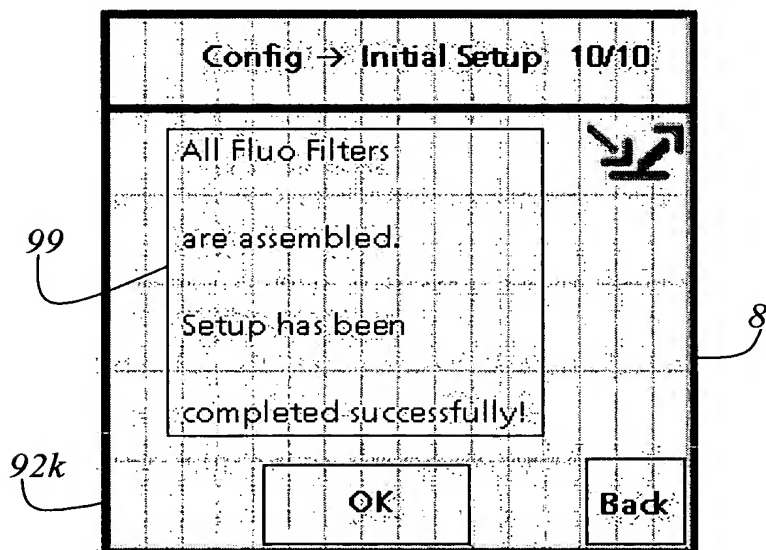 Config → Initial Setup 10/10
All Fluo Filters
are assembled.
Setup has been
completed successfully!
99
8
92k
OK
Back